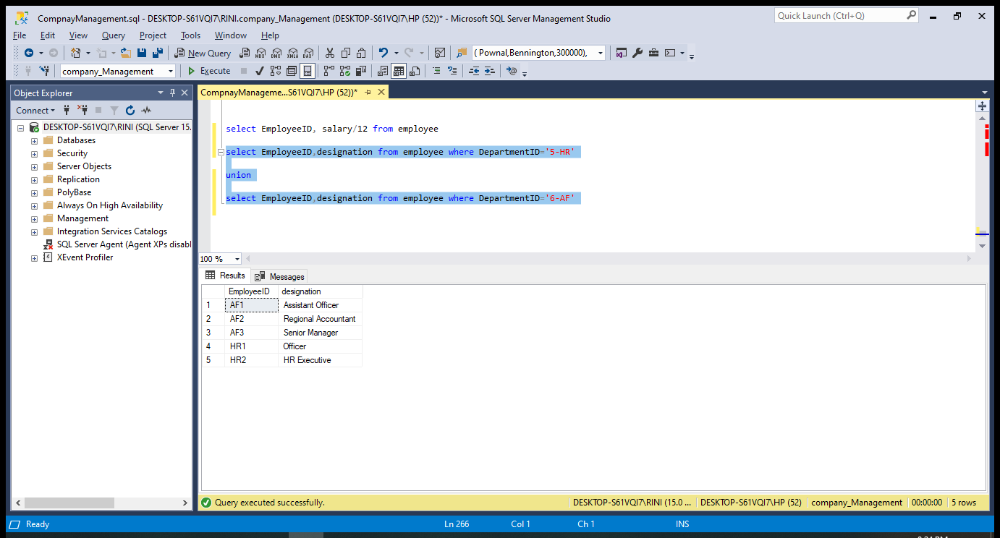 CompnayManagement.sql - DESKTOP-S61VQI7\RINI.company_Management (DESKTOP-S61VQI7\HP (52))* - Microsoft SQL Server Management Studio
Quick Launch (Ctrl+Q)
File Edit View Query Project Tools Window Help
New Query MDX DMX XMLA DAX ( Pownal,Bennington,300000),
company_Management Execute
Object Explorer
Connect
DESKTOP-S61VQI7\RINI (SQL Server 15.
Databases
Security
Server Objects
Replication
PolyBase
Always On High Availability
Management
Integration Services Catalogs
SQL Server Agent (Agent XPs disabl
XEvent Profiler
CompnayManageme...S61VQI7\HP (52))*
select EmployeeID, salary/12 from employee
select EmployeeID,designation from employee where DepartmentID='5-HR'
union
select EmployeeID,designation from employee where DepartmentID='6-AF'
100 %
Results Messages
EmployeeID designation
1 AF1 Assistant Officer
2 AF2 Regional Accountant
3 AF3 Senior Manager
4 HR1 Officer
5 HR2 HR Executive
Query executed successfully. DESKTOP-S61VQI7\RINI (15.0 ... DESKTOP-S61VQI7\HP (52) company_Management 00:00:00 5 rows
Ready Ln 266 Col 1 Ch 1 INS